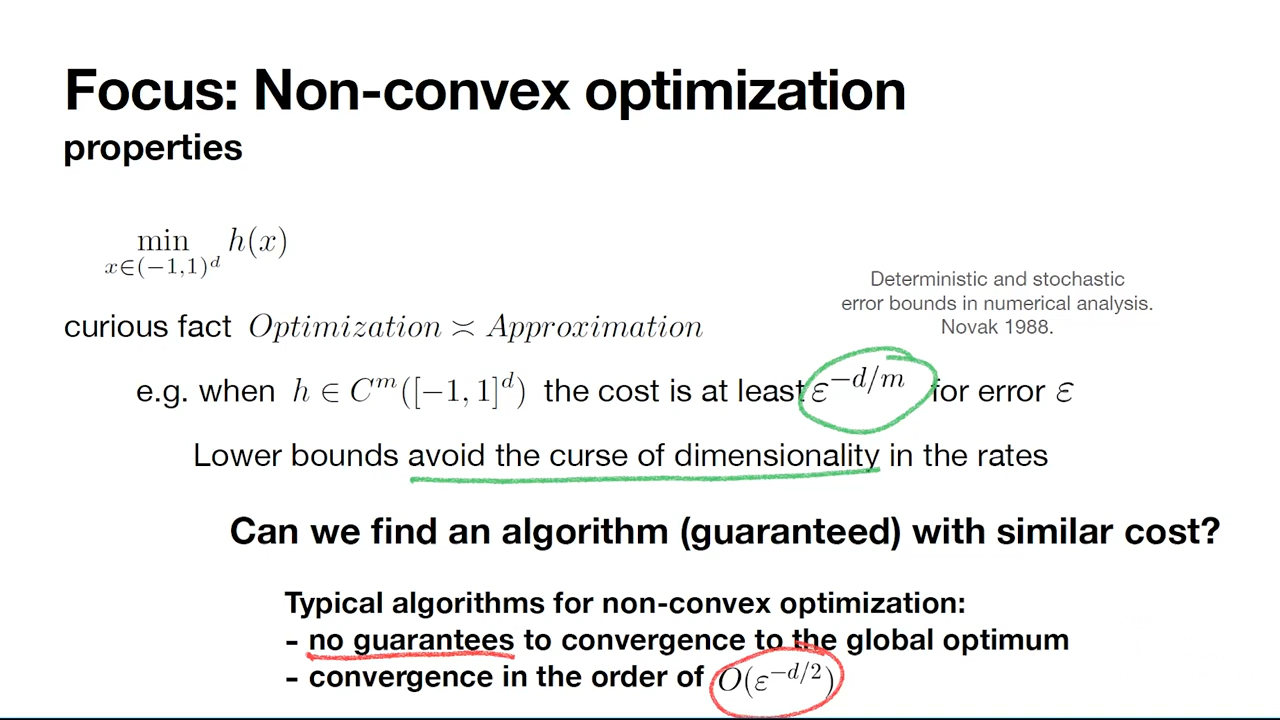 Focus: Non-convex optimization
properties
min h(x)
x∈(−1,1)^d
Deterministic and stochastic
error bounds in numerical analysis.
Novak 1988.
curious fact Optimization ≍ Approximation
e.g. when h ∈ C^m([−1, 1]^d) the cost is at least ε^{−d/m} for error ε
Lower bounds avoid the curse of dimensionality in the rates
Can we find an algorithm (guaranteed) with similar cost?
Typical algorithms for non-convex optimization:
- no guarantees to convergence to the global optimum
- convergence in the order of O(ε^{−d/2})